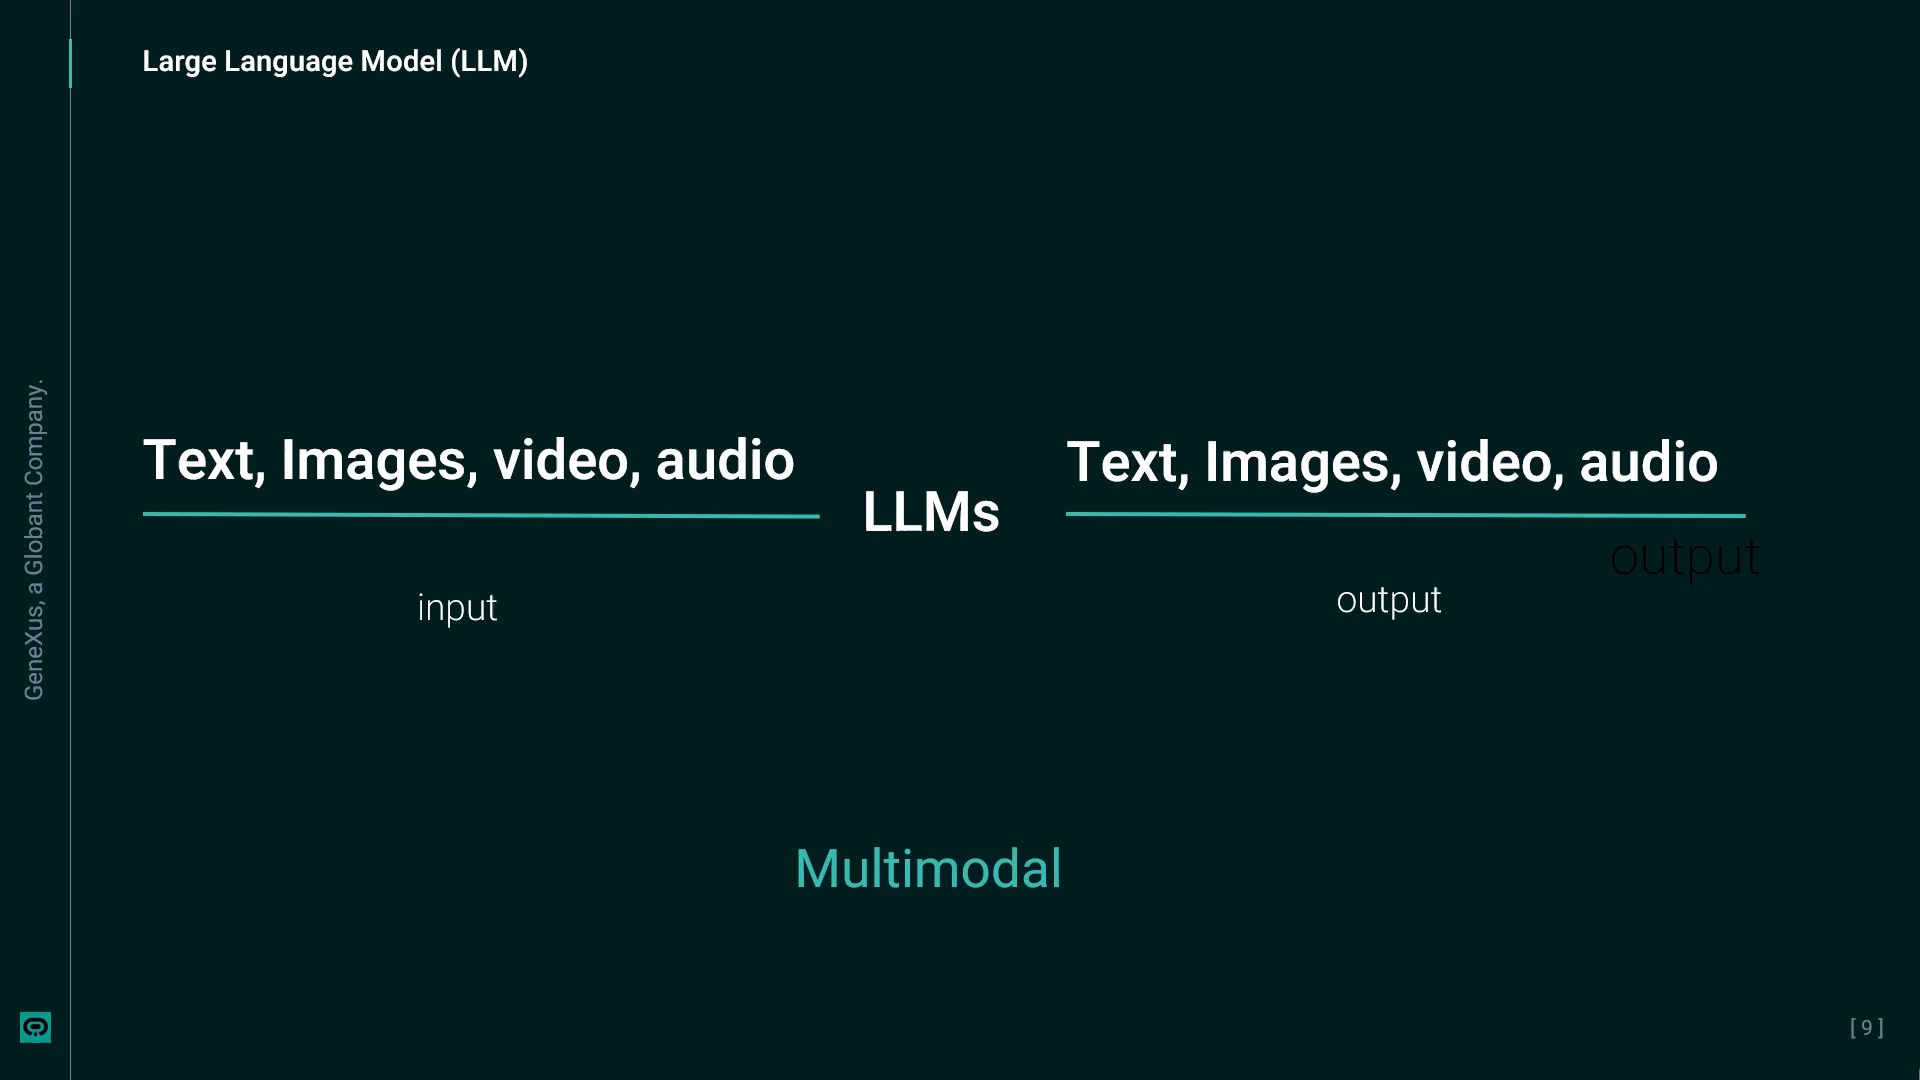 Large Language Model (LLM)
Text, Images, video, audio
LLMs
Text, Images, video, audio
output
input
output
Multimodal
GeneXus, a Globant Company.
[ 9 ]